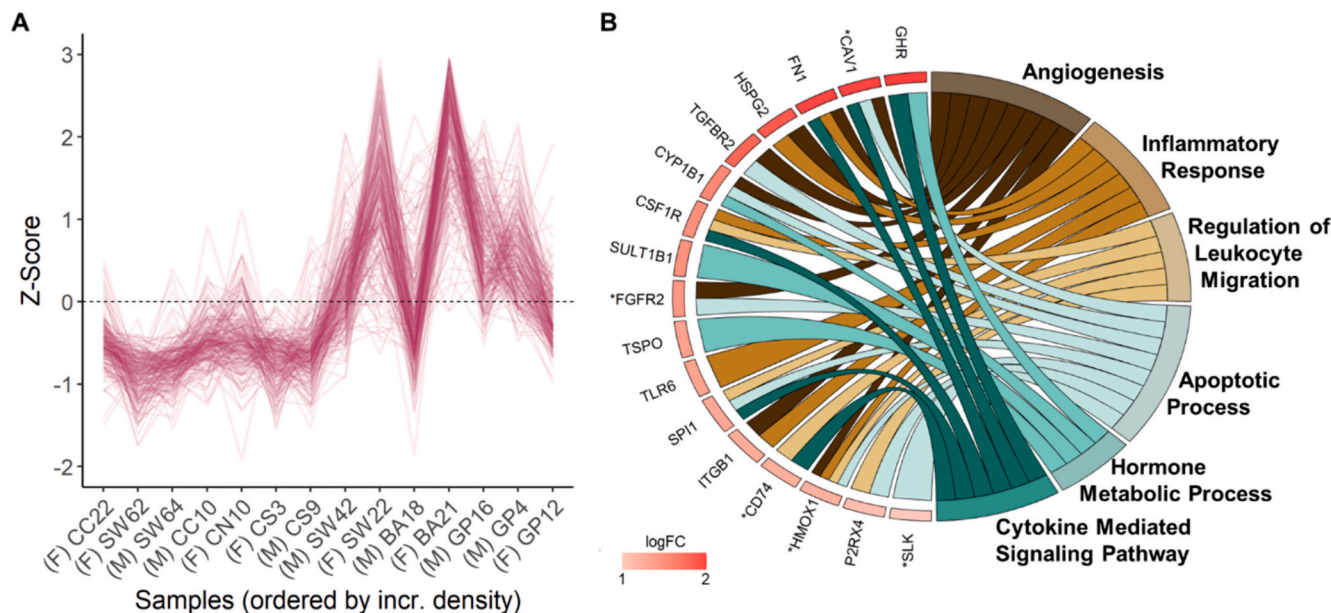 A
Z-Score
3
2
1
0
-1
-2
(F) CC22
(F) SW62
(M) SW64
(M) CC10
(F) CN10
(F) CS3
(M) CS9
(M) SW42
(F) SW22
(M) BA18
(F) BA21
(M) GP16
(M) GP4
(F) GP12
Samples (ordered by incr. density)
B
GHR
*CAV1
FN1
HSPG2
TGFBR2
CYP1B1
CSF1R
SULT1B1
*FGFR2
TSPO
TLR6
SPI1
ITGB1
*CD74
*HMOX1
P2RX4
*SLK
Angiogenesis
Inflammatory
Response
Regulation of
Leukocyte
Migration
Apoptotic
Process
Hormone
Metabolic Process
Cytokine Mediated
Signaling Pathway
logFC
1 2